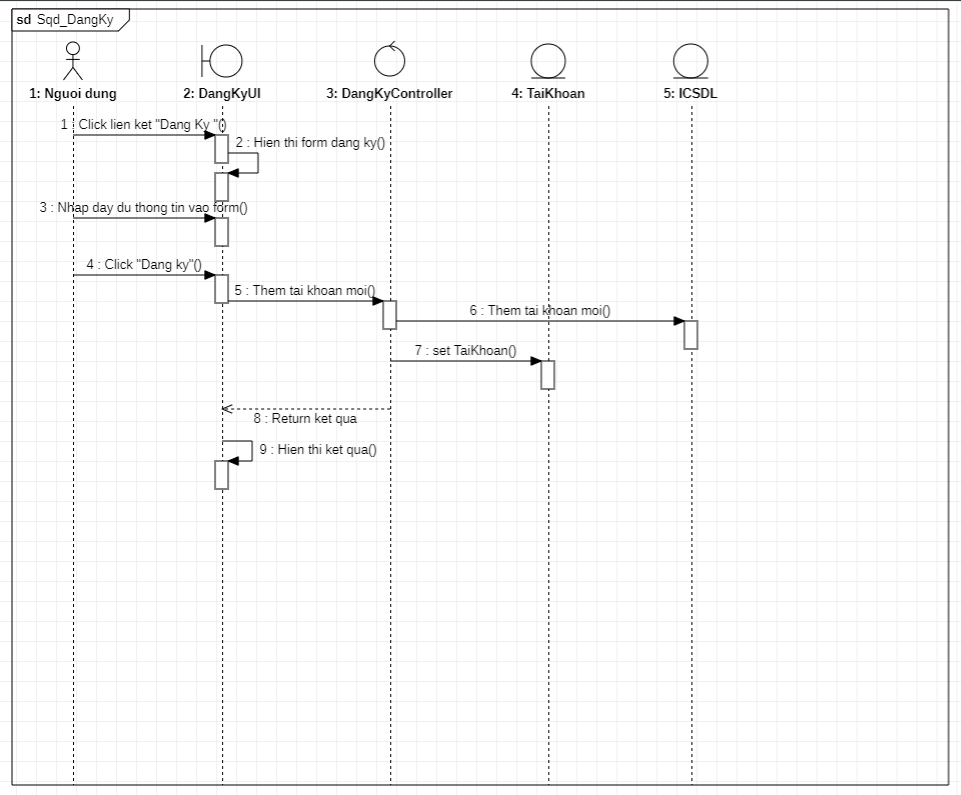 sd Sqd_DangKy
1: Nguoi dung
2: DangKyUI
3: DangKyController
4: TaiKhoan
5: ICSDL
1 : Click lien ket "Dang Ky "()
2 : Hien thi form dang ky()
3 : Nhap day du thong tin vao form()
4 : Click "Dang ky"()
5 : Them tai khoan moi()
6 : Them tai khoan moi()
7 : set TaiKhoan()
8 : Return ket qua
9 : Hien thi ket qua()